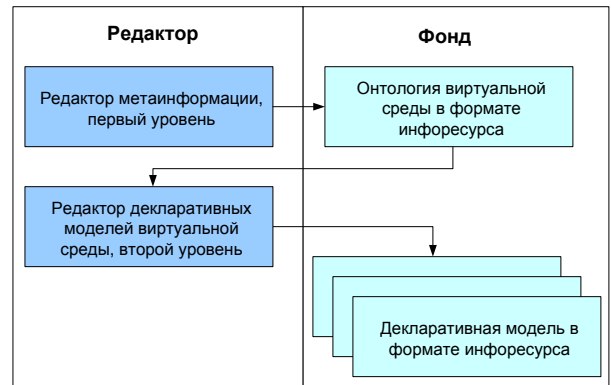 Редактор
Фонд
Редактор метаинформации,
первый уровень
Онтология виртуальной
среды в формате
инфоресурса
Редактор декларативных
моделей виртуальной
среды, второй уровень
Декларативная модель в
формате инфоресурса